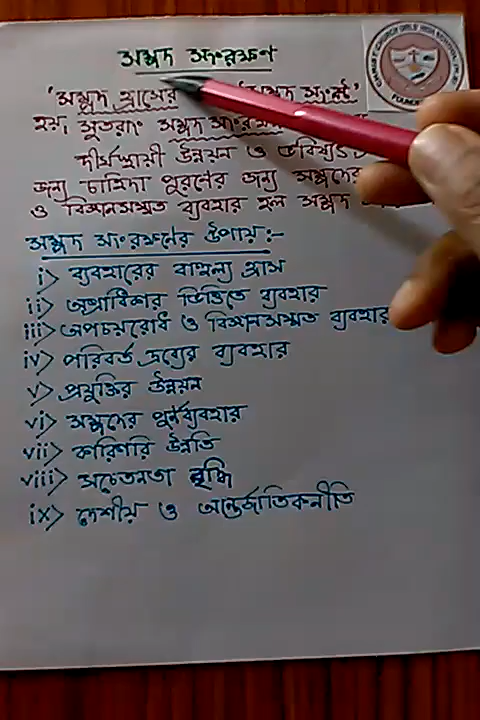 সম্পদ সংরক্ষণ
'সম্পদ হ্রাসের সম্পদ সংকট'
হয়, সুতরাং সম্পদ সংরক্ষণ
দীর্ঘস্থায়ী উন্নয়ন ও ভবিষ্যৎ
জন্য চাহিদা পূরণের জন্য সম্পদের
ও বিজ্ঞানসম্মত ব্যবহার হল সম্পদ
সম্পদ সংরক্ষণের উপায়:-
i> ব্যবহারের বাহুল্য হ্রাস
ii> অগ্রাধিকার ভিত্তিতে ব্যবহার
iii> অপচয়রোধ ও বিজ্ঞানসম্মত ব্যবহার
iv> পরিবর্ত দ্রব্যের ব্যবহার
v> প্রযুক্তির উন্নয়ন
vi> সম্পদের পুনর্ব্যবহার
vii> কারিগরি উন্নতি
viii> সচেতনতা বৃদ্ধি
ix> দেশীয় ও আন্তর্জাতিকনীতি